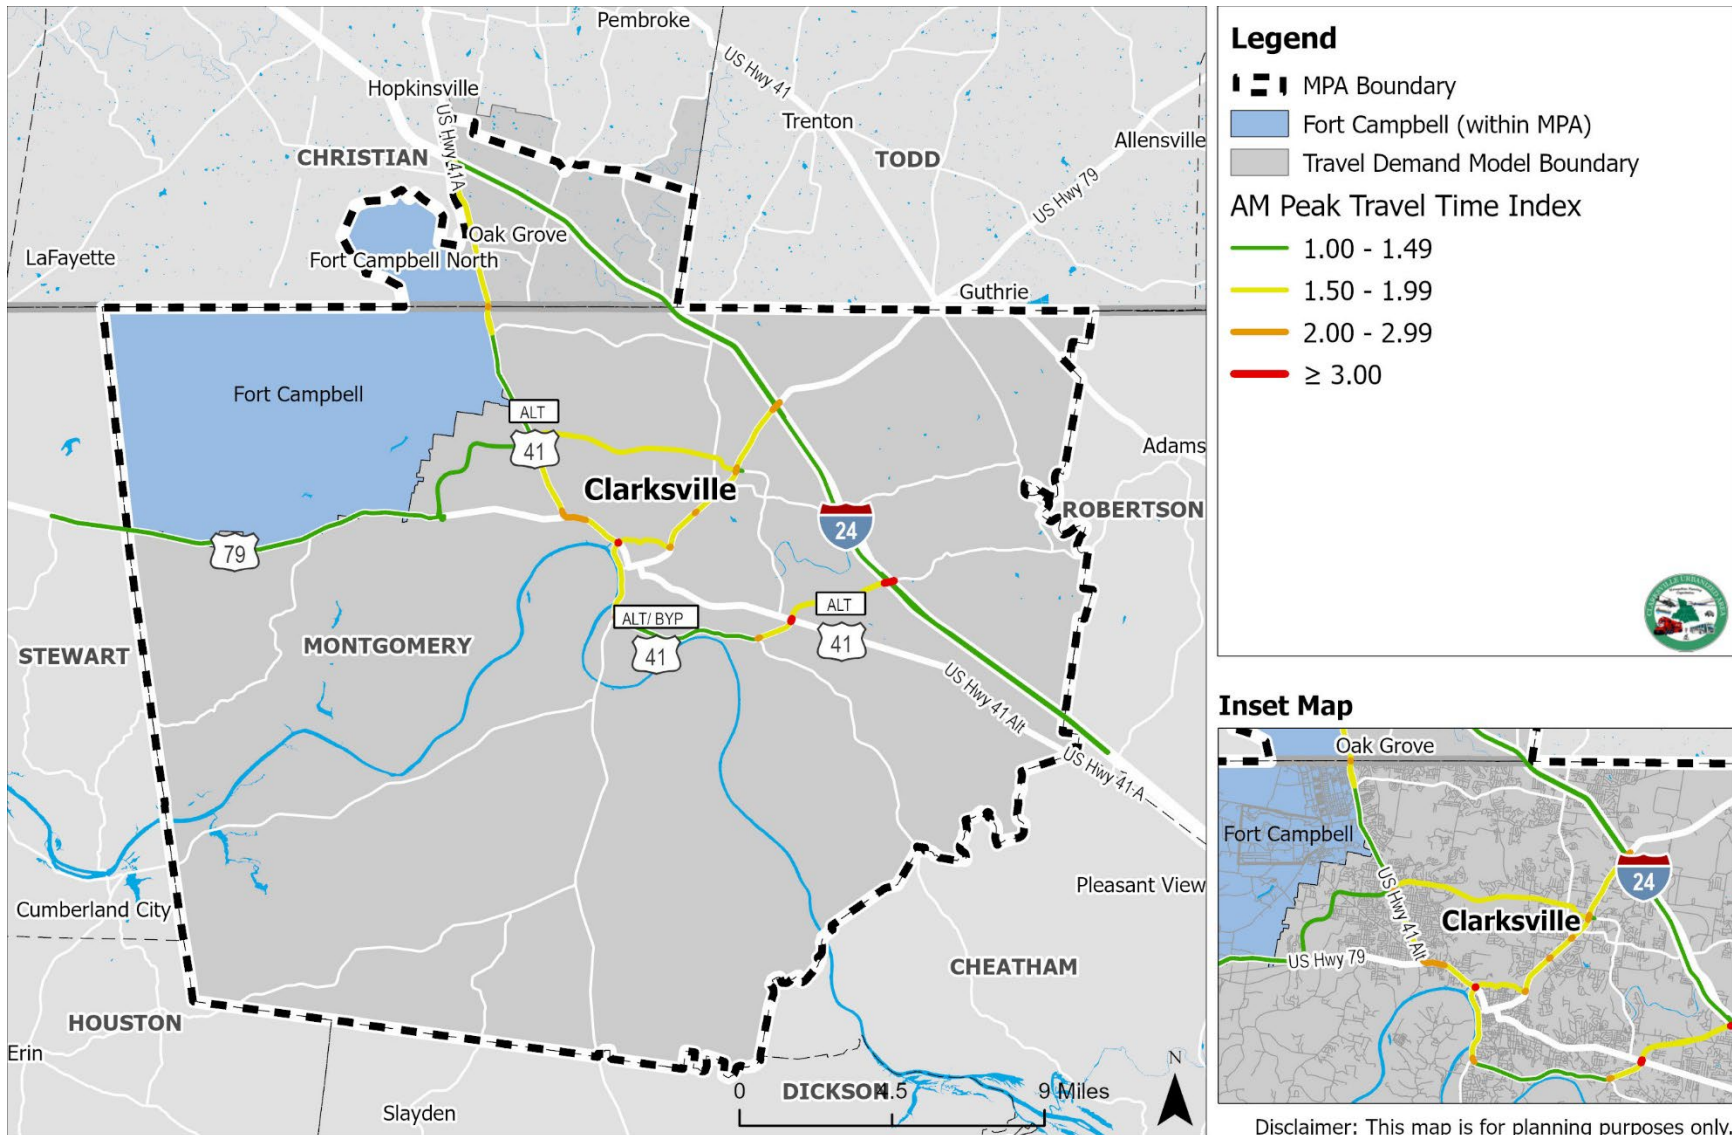 Pembroke
US Hwy 41
Hopkinsville
US Hwy 41A
Trenton
Allensville
CHRISTIAN
TODD
US Hwy 79
Oak Grove
LaFayette
Fort Campbell North
Guthrie
Fort Campbell
ALT
41
Adams
Clarksville
ROBERTSON
24
79
ALT/ BYP
41
ALT
41
STEWART
MONTGOMERY
US Hwy 41 Alt
US Hwy 41 A
Pleasant View
Cumberland City
CHEATHAM
HOUSTON
Erin
DICKSON
Slayden
0 4.5 9 Miles
N
Legend
MPA Boundary
Fort Campbell (within MPA)
Travel Demand Model Boundary
AM Peak Travel Time Index
1.00 - 1.49
1.50 - 1.99
2.00 - 2.99
≥ 3.00
Inset Map
Oak Grove
Fort Campbell
24
US Hwy 41 Alt
Clarksville
US Hwy 79
Disclaimer: This map is for planning purposes only.